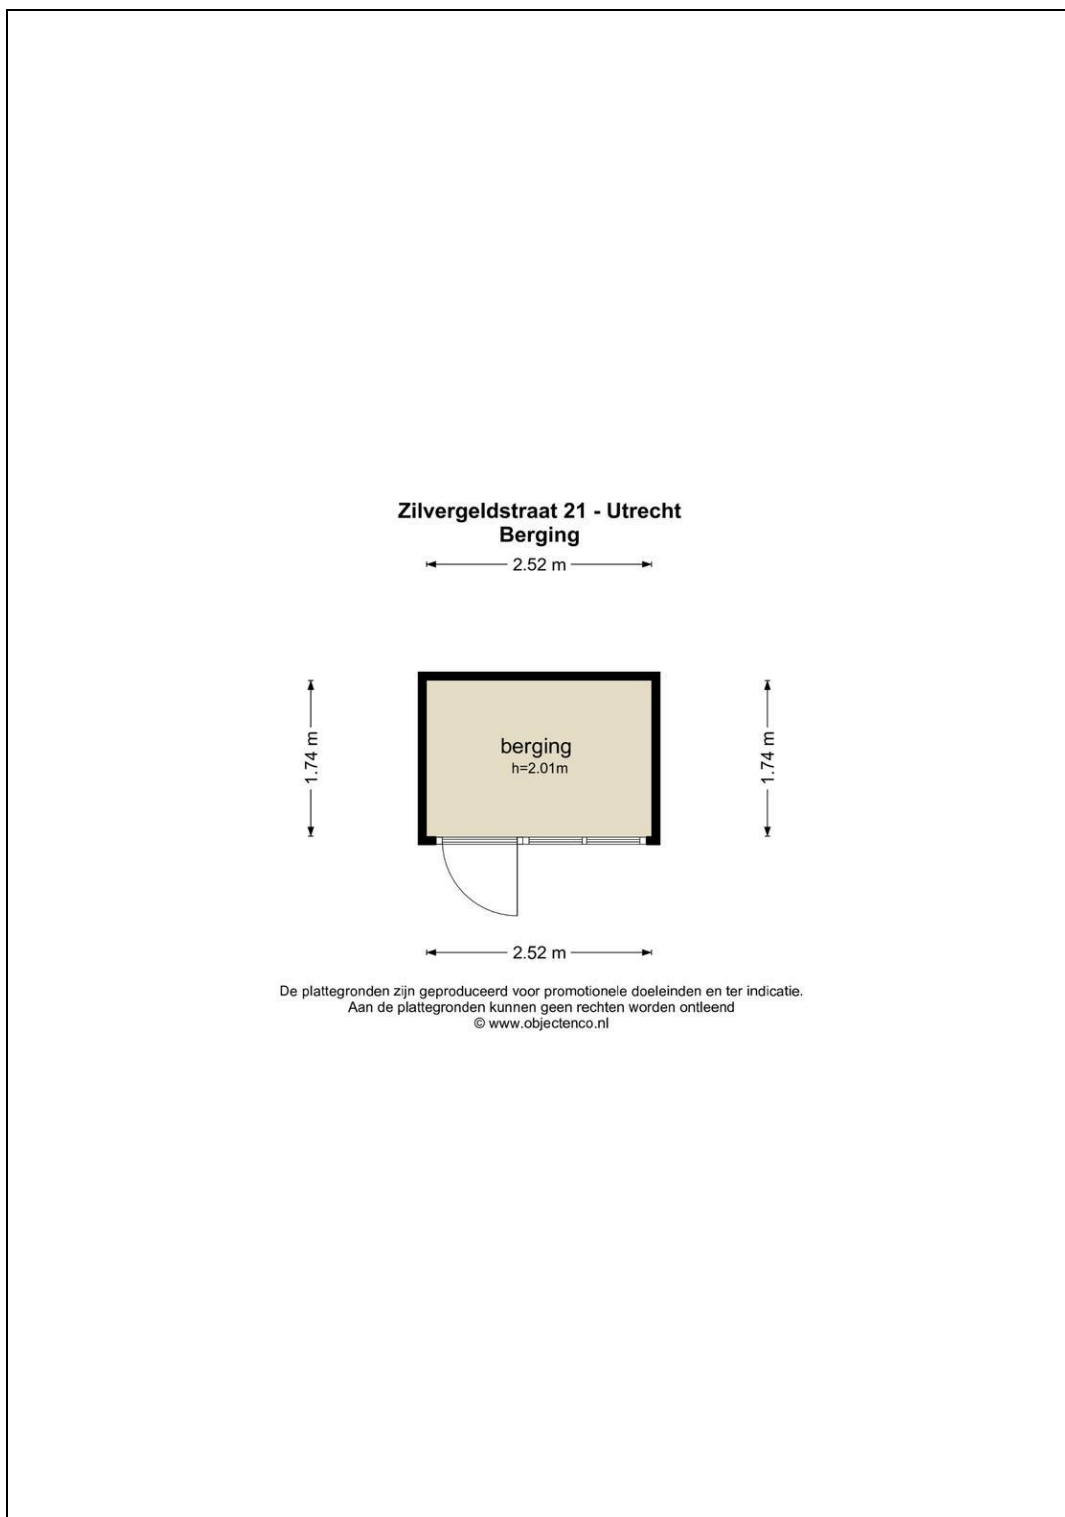 Zilvergeldstraat 21 - Utrecht
Berging
2.52 m
1.74 m
berging
h=2.01m
1.74 m
2.52 m
De plattegronden zijn geproduceerd voor promotionele doeleinden en ter indicatie.
Aan de plattegronden kunnen geen rechten worden ontleend
© www.objectenco.nl